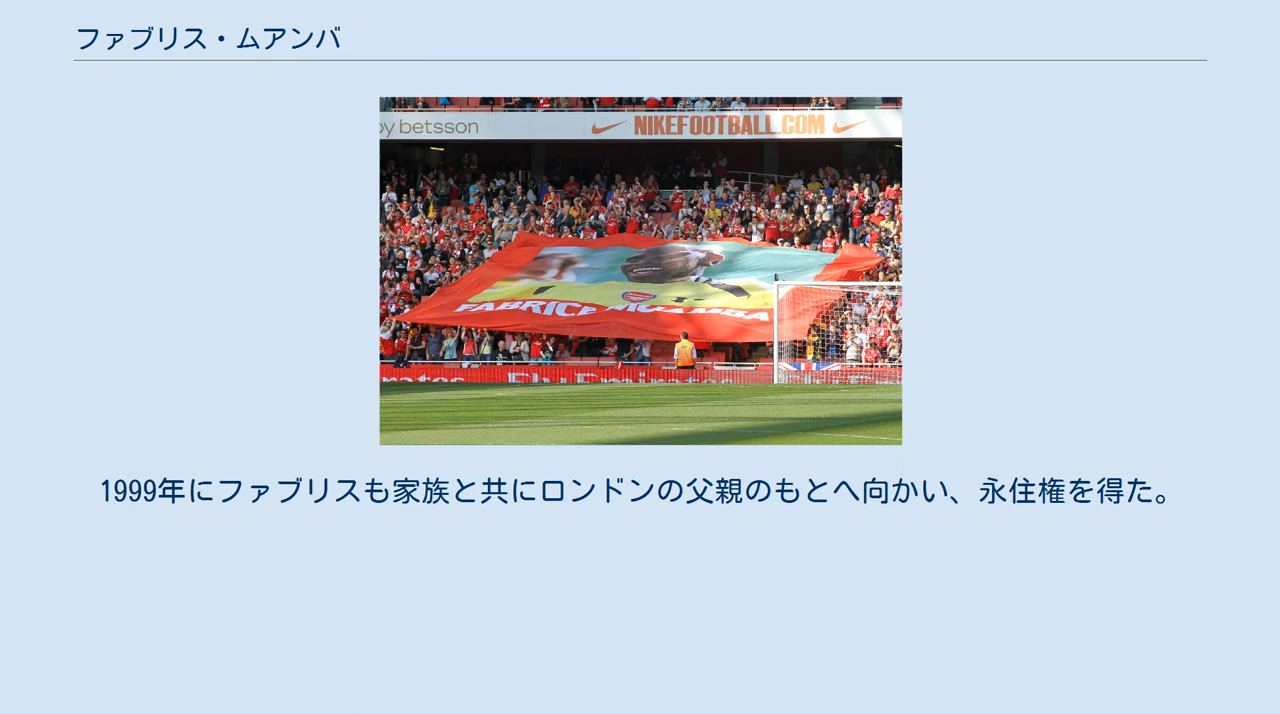 ファブリス・ムアンバ
by betsson
NIKEFOOTBALL.COM
FABRICE MUAMBA
Fly Emirates
1999年にファブリスも家族と共にロンドンの父親のもとへ向かい、永住権を得た。